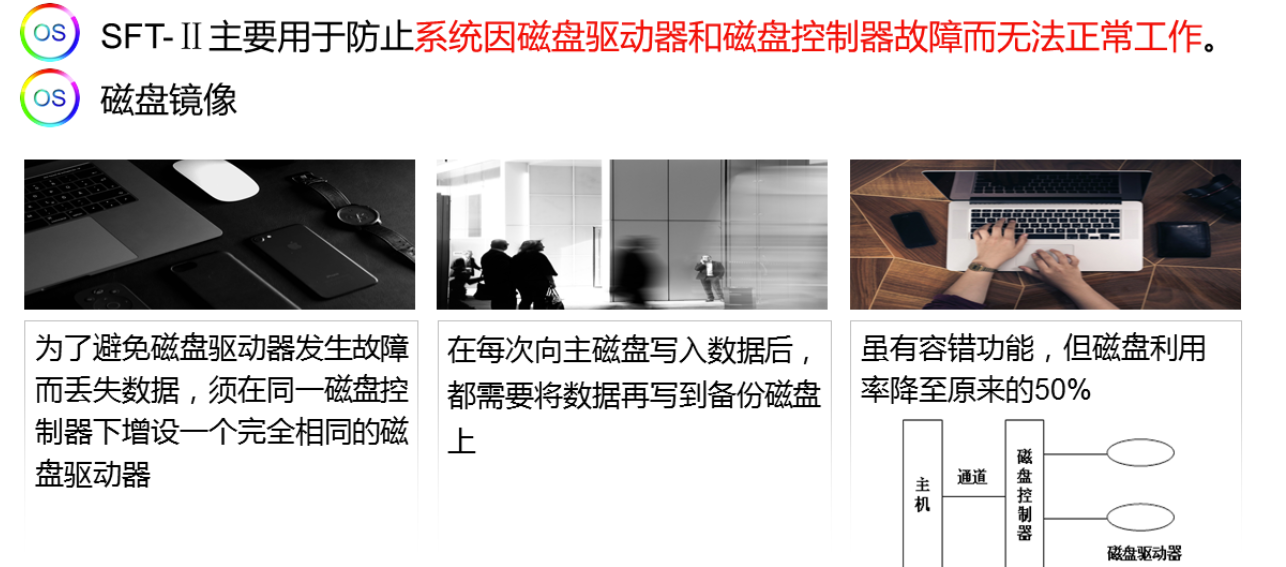 OS SFT-Ⅱ主要用于防止系统因磁盘驱动器和磁盘控制器故障而无法正常工作。
OS 磁盘镜像
为了避免磁盘驱动器发生故障
而丢失数据，须在同一磁盘控
制器下增设一个完全相同的磁
盘驱动器
在每次向主磁盘写入数据后，
都需要将数据再写到备份磁盘
上
虽有容错功能，但磁盘利用
率降至原来的50%
主机
通道
磁盘控制器
磁盘驱动器